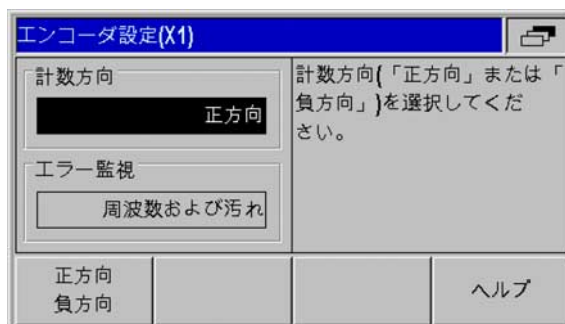 エンコーダ設定(X1)
計数方向
正方向
エラー監視
周波数および汚れ
計数方向(「正方向」または「
負方向」)を選択してくだ
さい。
正方向
負方向
ヘルプ